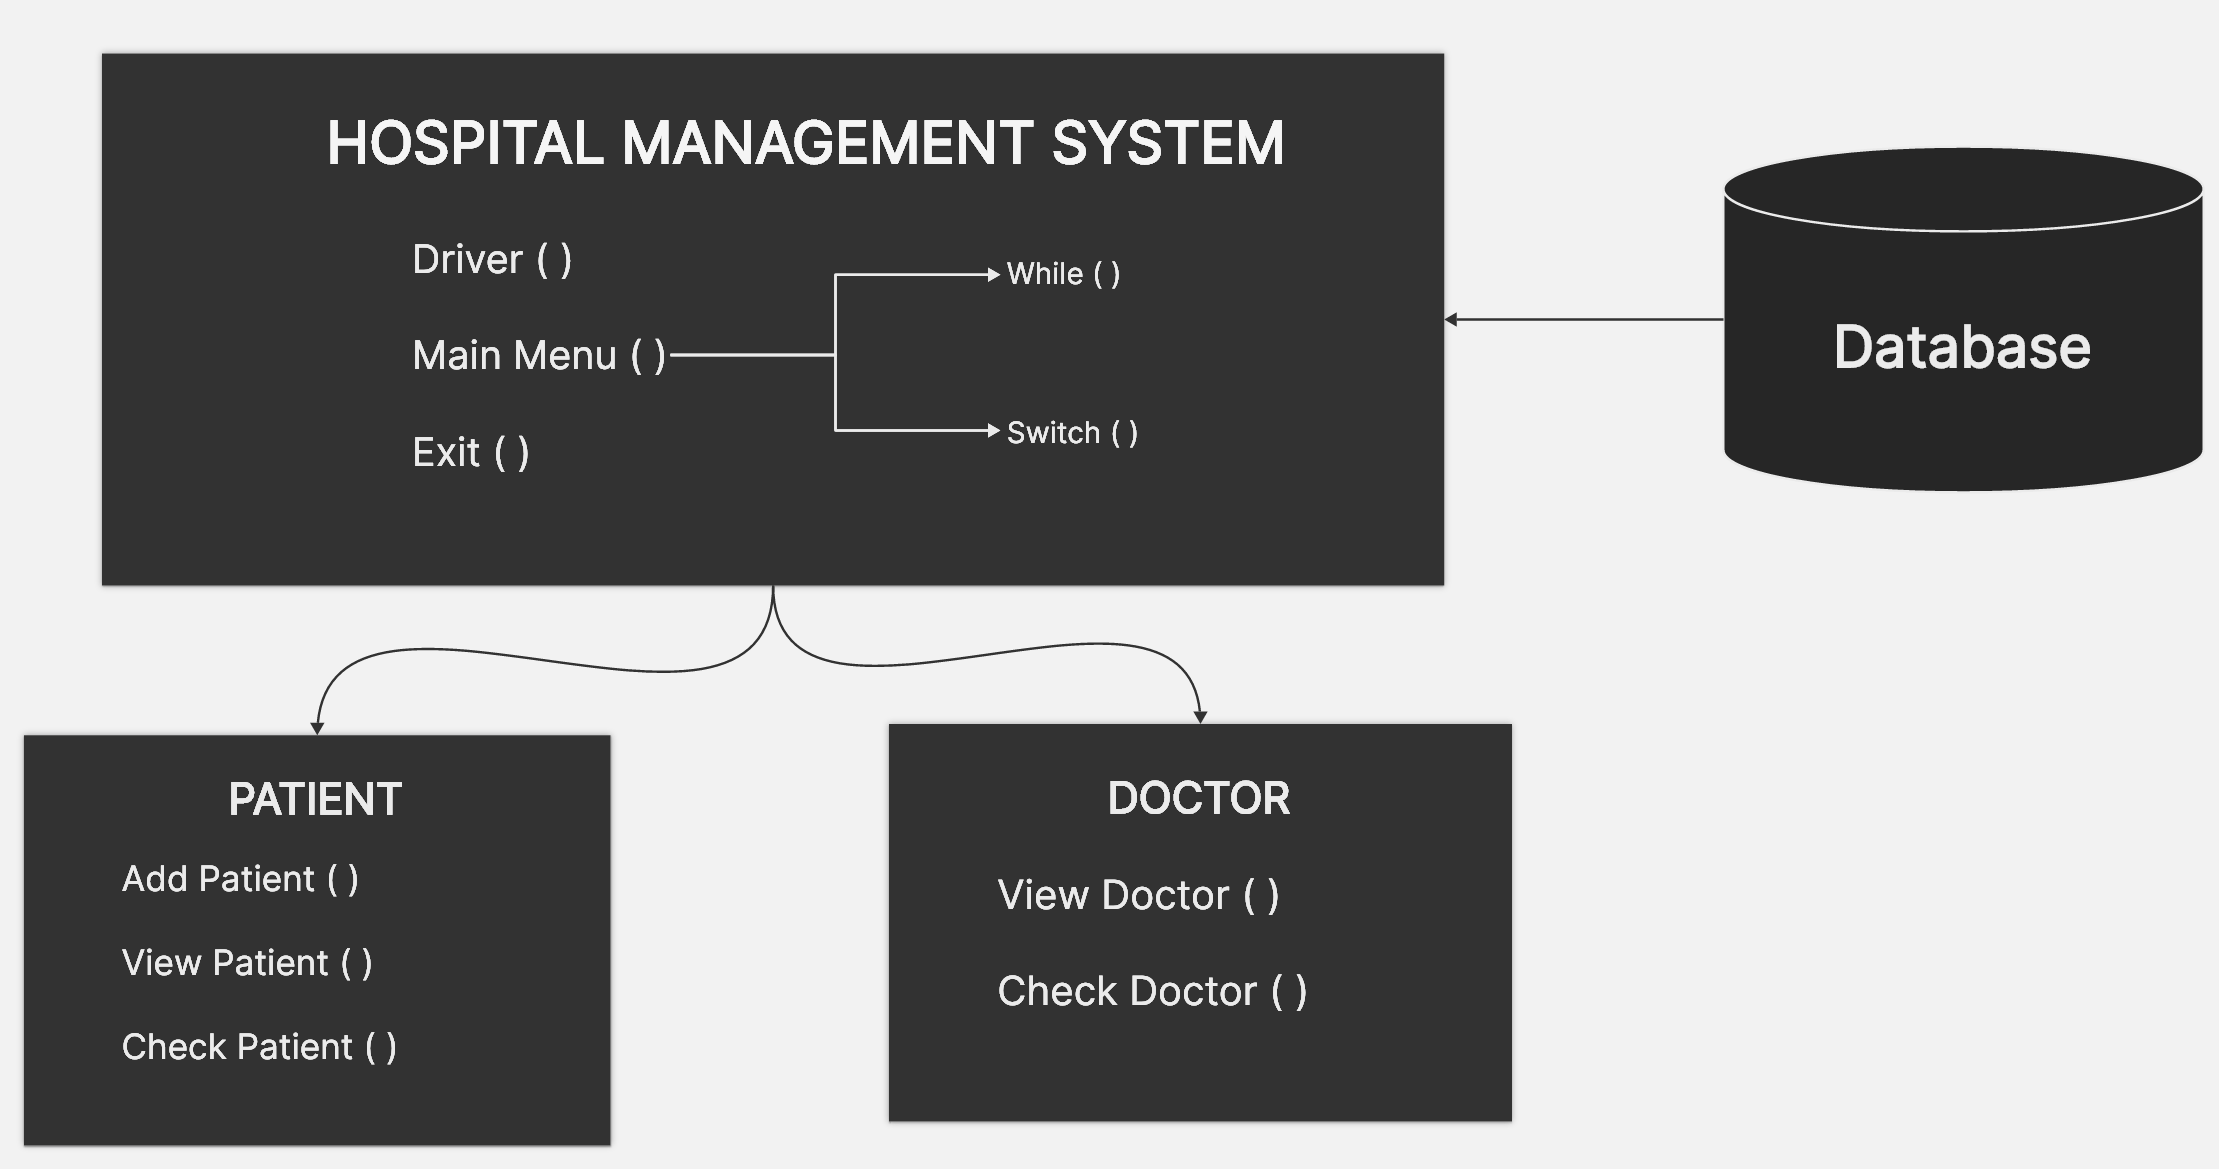 HOSPITAL MANAGEMENT SYSTEM
Driver ( )
While ( )
Main Menu ( )
Switch ( )
Exit ( )
Database
PATIENT
Add Patient ( )
View Patient ( )
Check Patient ( )
DOCTOR
View Doctor ( )
Check Doctor ( )